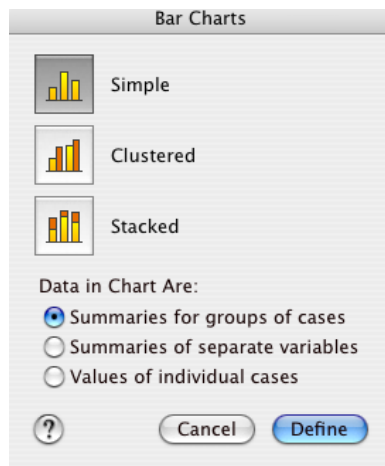 Bar Charts
Simple
Clustered
Stacked
Data in Chart Are:
Summaries for groups of cases
Summaries of separate variables
Values of individual cases
? Cancel Define